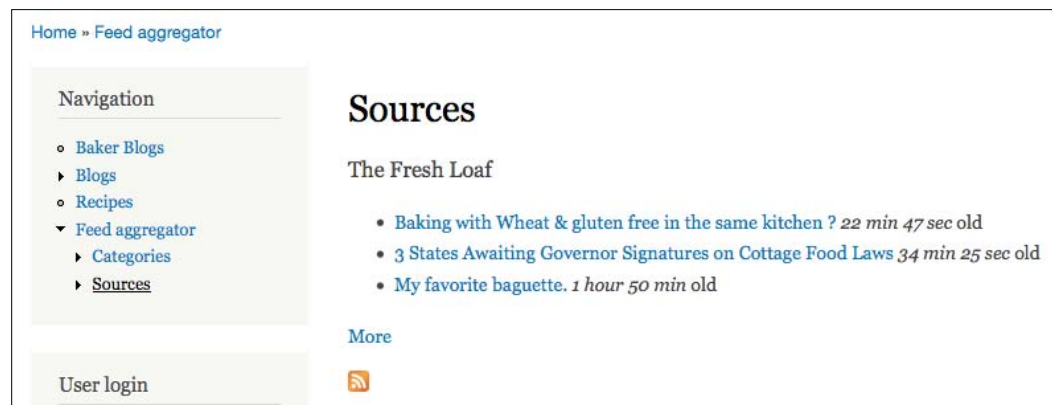 Home » Feed aggregator
Navigation
Baker Blogs
Blogs
Recipes
Feed aggregator
Categories
Sources
User login
Sources
The Fresh Loaf
Baking with Wheat & gluten free in the same kitchen ? 22 min 47 sec old
3 States Awaiting Governor Signatures on Cottage Food Laws 34 min 25 sec old
My favorite baguette. 1 hour 50 min old
More